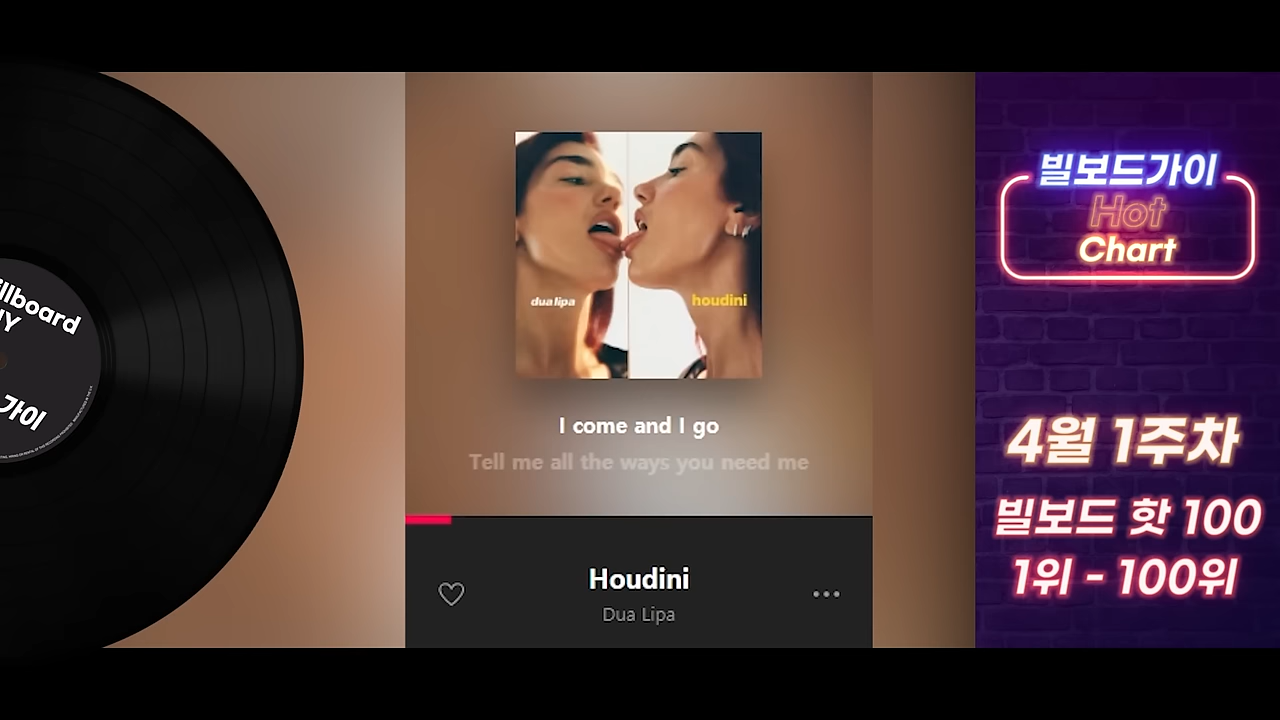 가이
dua lipa
houdini
I come and I go
Tell me all the ways you need me
Houdini
Dua Lipa
빌보드가이
Hot
Chart
4월 1주차
빌보드 핫 100
1위 - 100위